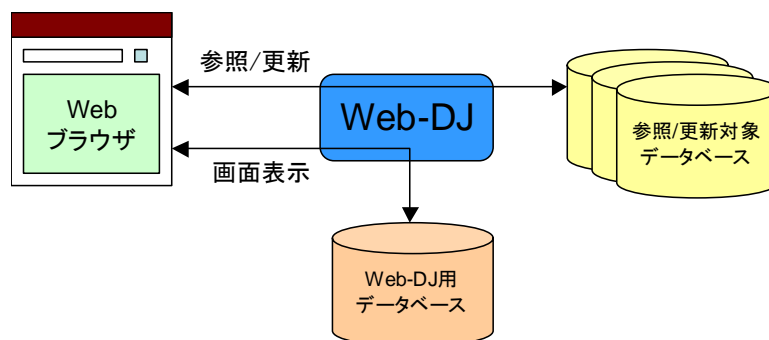 参照/更新
Web
ブラウザ
Web-DJ
参照/更新対象
データベース
画面表示
Web-DJ用
データベース